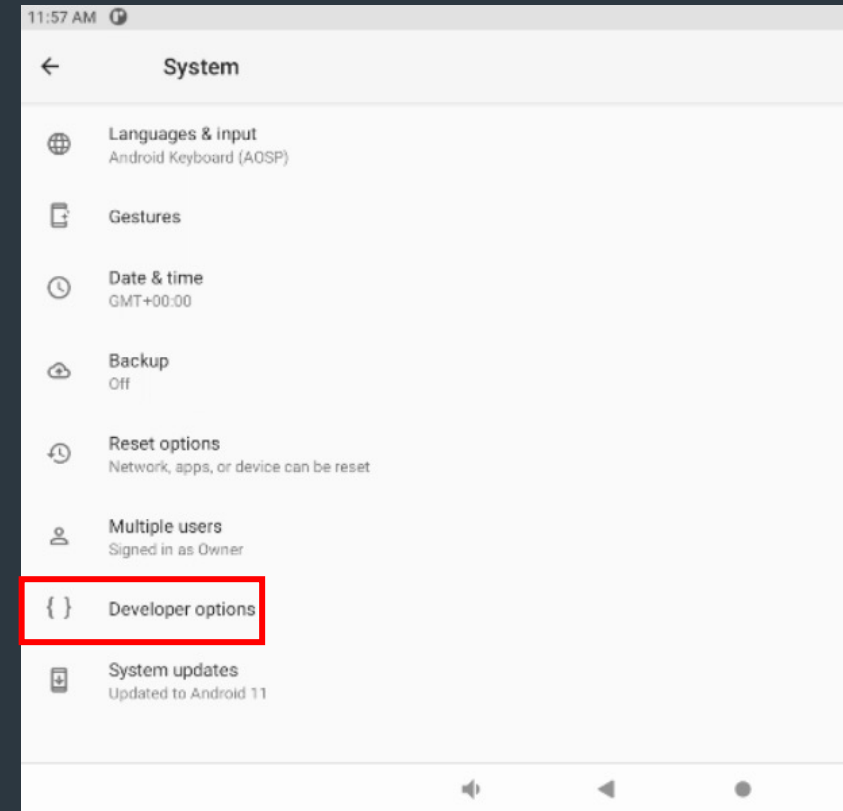 11:57 AM
System
Languages & input
Android Keyboard (AOSP)
Gestures
Date & time
GMT+00:00
Backup
Off
Reset options
Network, apps, or device can be reset
Multiple users
Signed in as Owner
{ } Developer options
System updates
Updated to Android 11